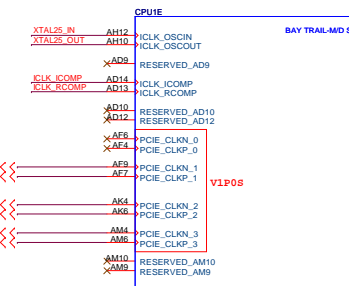 CPU1E
BAY TRAIL-M/D S
XTAL25_IN AH12 ICLK_OSCIN
XTAL25_OUT AH10 ICLK_OSCOUT
AD9 RESERVED_AD9
ICLK_ICOMP AD14 ICLK_ICOMP
ICLK_RCOMP AD13 ICLK_RCOMP
AD10 RESERVED_AD10
AD12 RESERVED_AD12
AF6 PCIE_CLKN_0
AF4 PCIE_CLKP_0
AF9 PCIE_CLKN_1
AF7 PCIE_CLKP_1
V1P0S
AK4 PCIE_CLKN_2
AK6 PCIE_CLKP_2
AM4 PCIE_CLKN_3
AM6 PCIE_CLKP_3
AM10 RESERVED_AM10
AM9 RESERVED_AM9